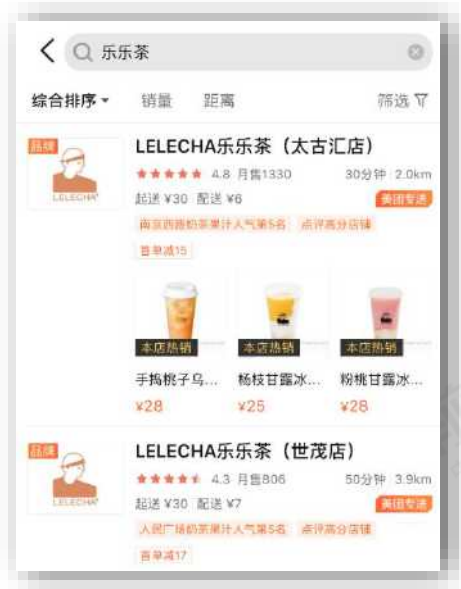 乐乐茶
综合排序 销量 距离 筛选
品牌 LELECHA乐乐茶（太古汇店）
4.8 月售1330 30分钟 2.0km
LELECHA
起送 ¥30 配送 ¥6 美团专送
南京西路奶茶果汁人气第5名 点评高分店铺
首单减15
本店热销 本店热销 本店热销
手捣桃子乌... 杨枝甘露冰... 粉桃甘露冰...
¥28 ¥25 ¥28
品牌 LELECHA乐乐茶（世茂店）
4.3 月售806 50分钟 3.9km
LELECHA
起送 ¥30 配送 ¥7 美团专送
人民广场奶茶果汁人气第5名 点评高分店铺
首单减17